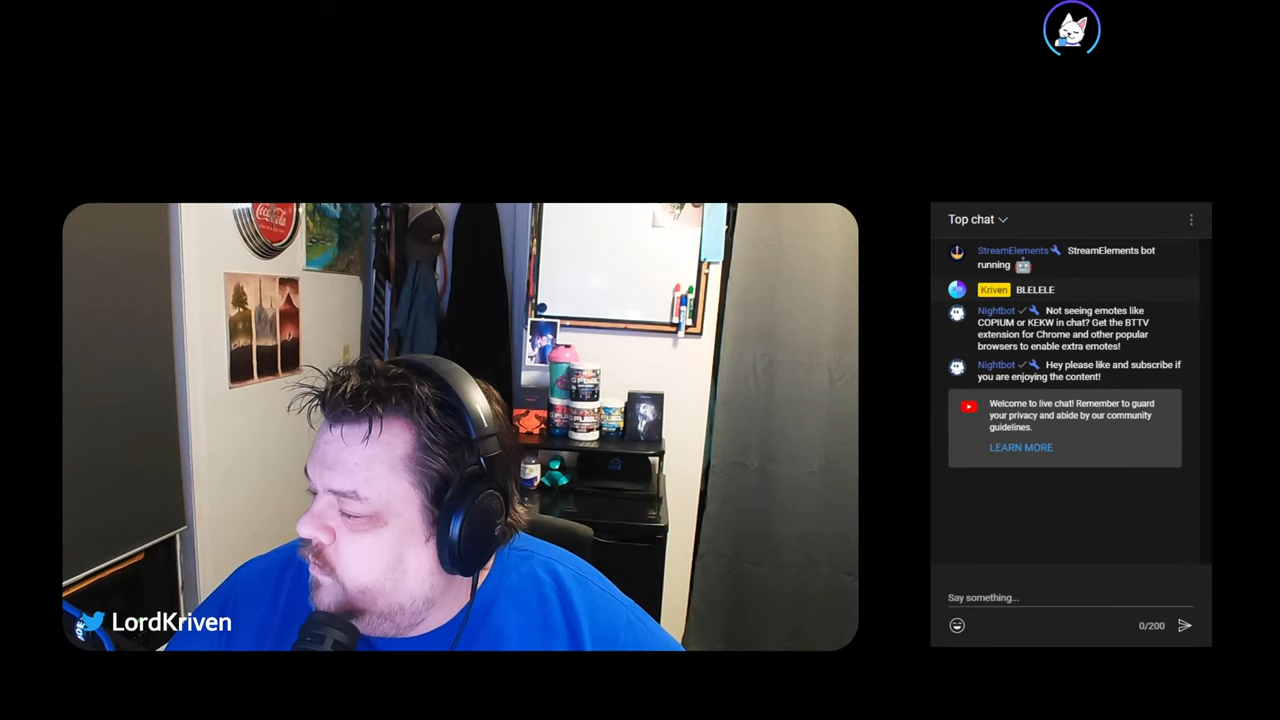 Top chat
StreamElements StreamElements bot
running
Kriven BLELELE
Nightbot Not seeing emotes like
COPIUM or KEKW in chat? Get the BTTV
extension for Chrome and other popular
browsers to enable extra emotes!
Nightbot Hey please like and subscribe if
you are enjoying the content!
Welcome to live chat! Remember to guard
your privacy and abide by our community
guidelines.
LEARN MORE
Say something...
0/200
Coca-Cola
G FUEL
LordKriven